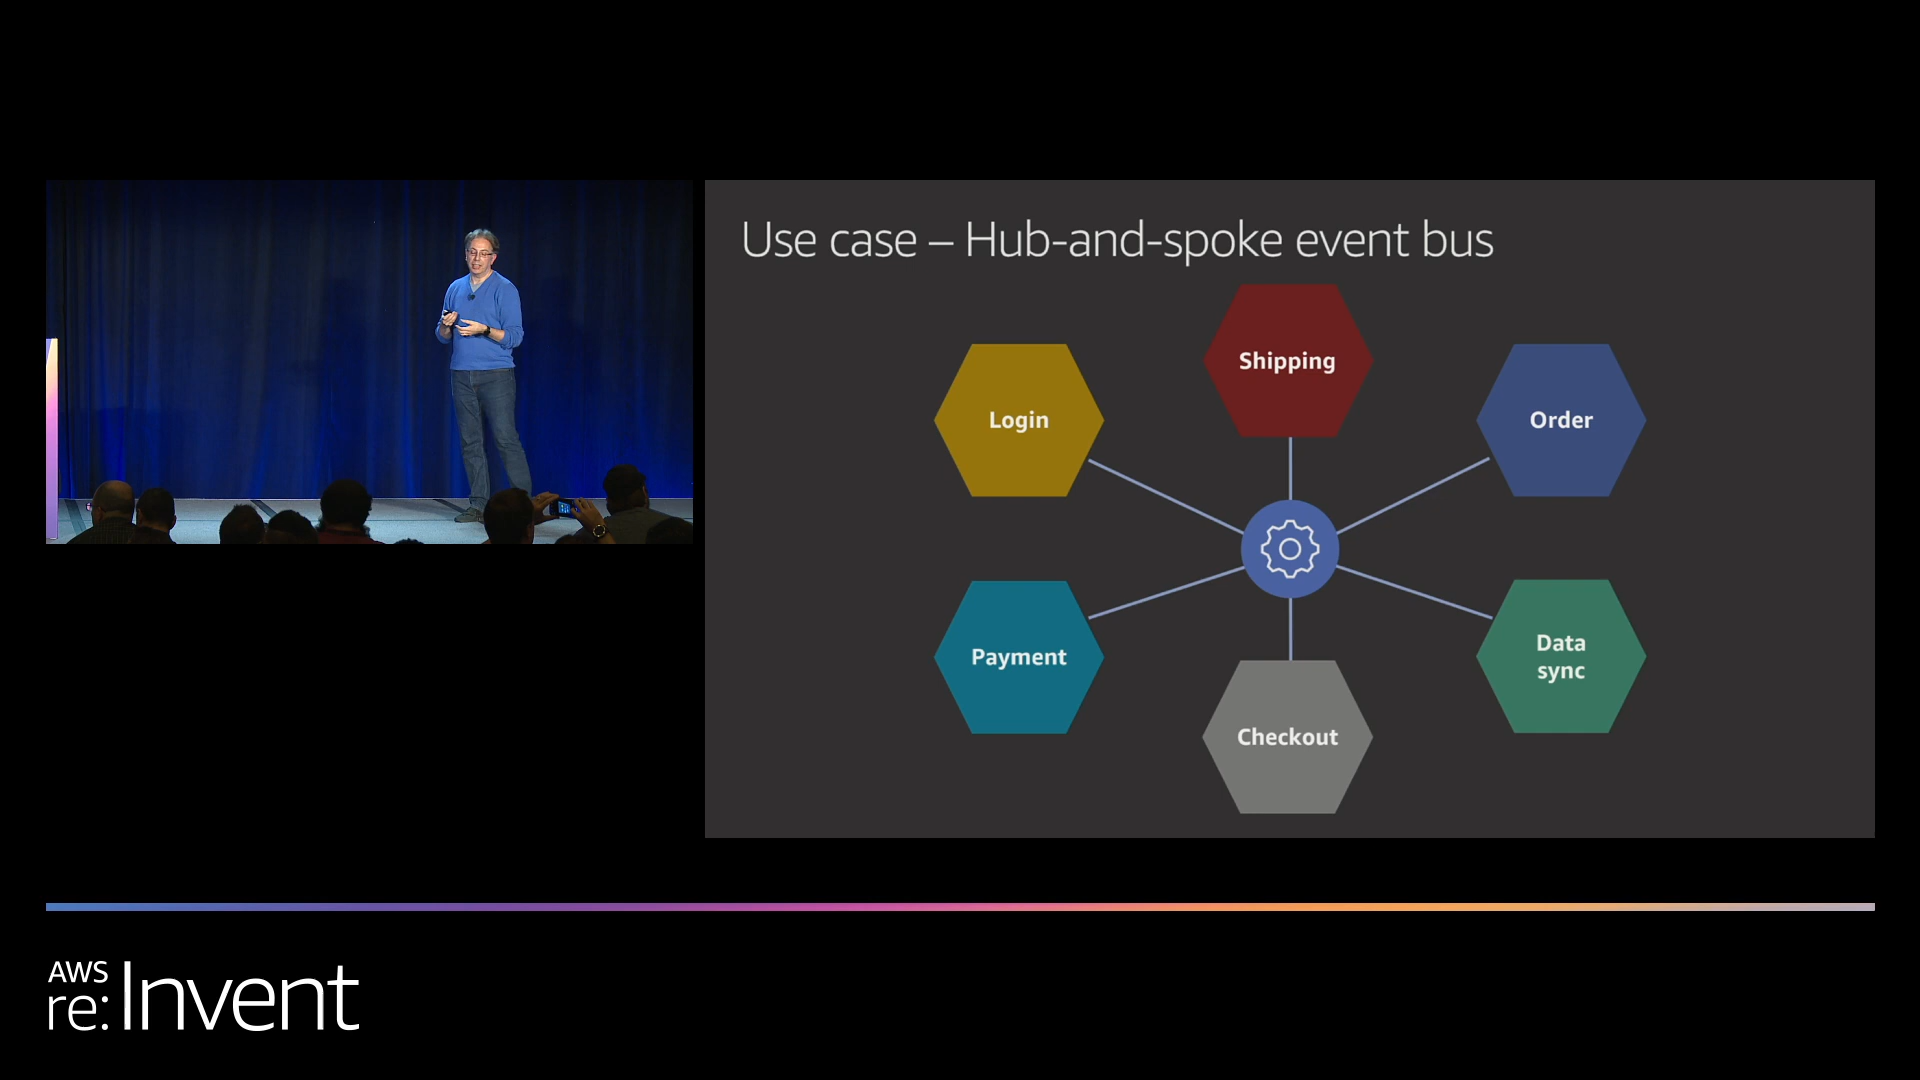 Use case – Hub-and-spoke event bus
Shipping
Login
Order
Payment
Data
sync
Checkout
AWS
re:Invent